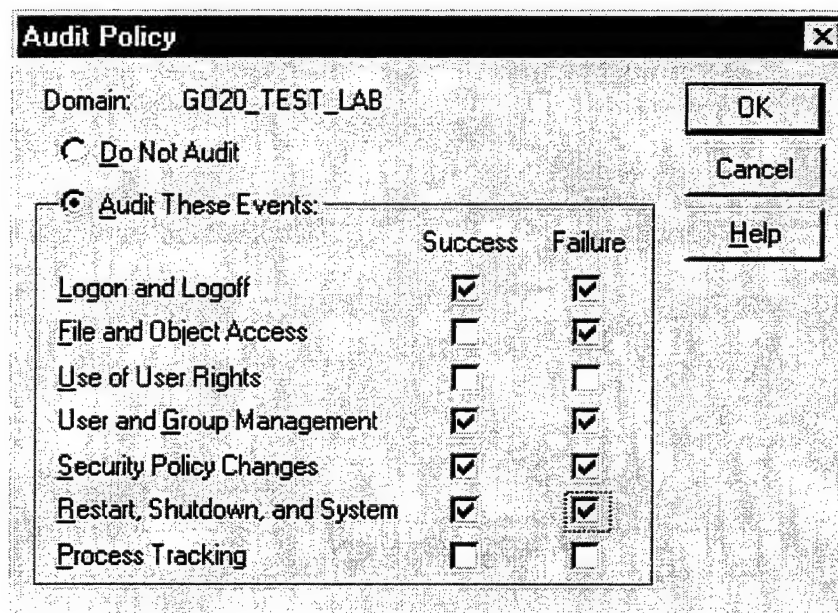 Audit Policy
Domain: GO20_TEST_LAB
OK
Do Not Audit
Cancel
Audit These Events:
Help
Success Failure
Logon and Logoff
File and Object Access
Use of User Rights
User and Group Management
Security Policy Changes
Restart, Shutdown, and System
Process Tracking